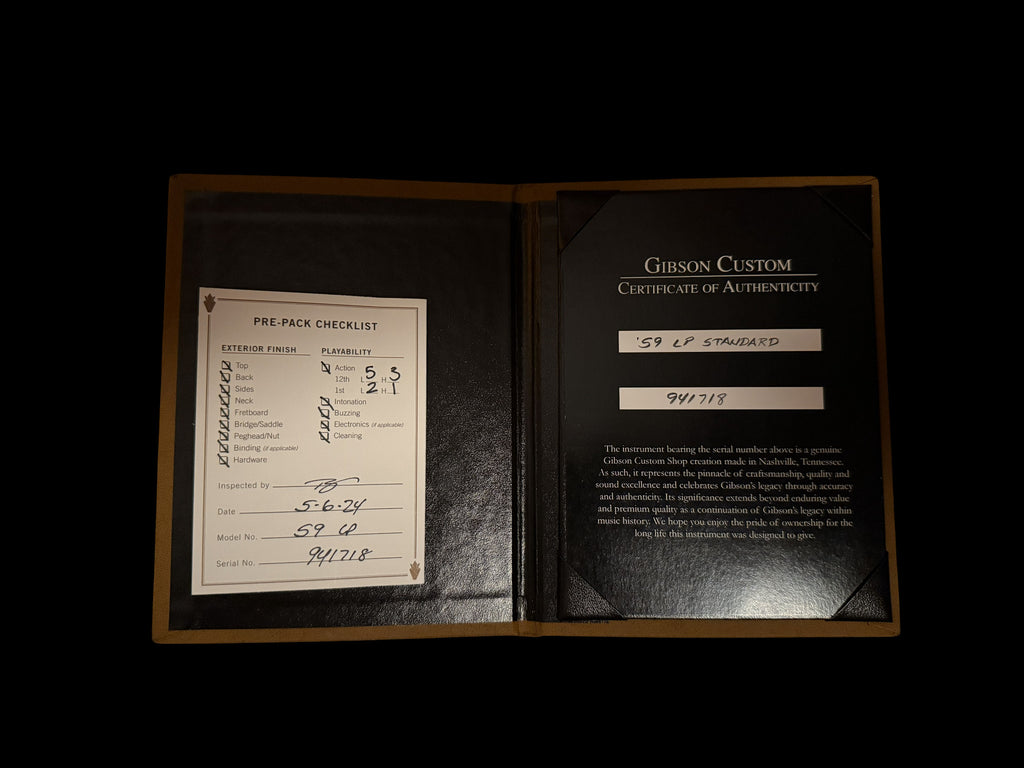 PRE-PACK CHECKLIST
EXTERIOR FINISH
Top
Back
Sides
Neck
Fretboard
Bridge/Saddle
Peghead/Nut
Binding (if applicable)
Hardware
PLAYABILITY
Action
12th L 5 H 3
1st L 2 H 1
Intonation
Buzzing
Electronics (if applicable)
Cleaning
Inspected by
Date 5-6-24
Model No. 59 LP
Serial No. 941718
GIBSON CUSTOM
CERTIFICATE OF AUTHENTICITY
'59 LP STANDARD
941718
The instrument bearing the serial number above is a genuine
Gibson Custom Shop creation made in Nashville, Tennessee.
As such, it represents the pinnacle of craftsmanship, quality and
sound excellence and celebrates Gibson's legacy through accuracy
and authenticity. Its significance extends beyond enduring value
and premium quality as a continuation of Gibson's legacy within
music history. We hope you enjoy the pride of ownership for the
long life this instrument was designed to give.